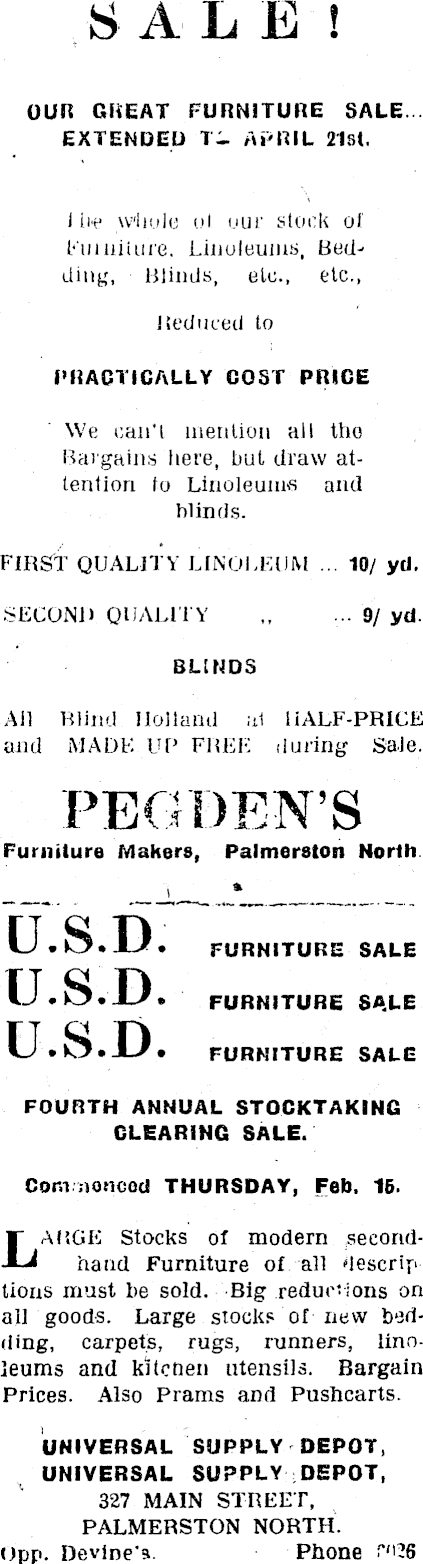 SALE!
OUR GREAT FURNITURE SALE...
EXTENDED TO APRIL 21st.
The whole of our stock of
Furniture, Linoleums, Bed-
ding, Blinds, etc., etc.,
Reduced to
PRACTICALLY COST PRICE
We can't mention all the
Bargains here, but draw at-
tention to Linoleums and
blinds.
FIRST QUALITY LINOLEUM ... 10/ yd.
SECOND QUALITY ,, ... 9/ yd.
BLINDS
All Blind Holland at HALF-PRICE
and MADE UP FREE during Sale.
PEGDEN'S
Furniture Makers, Palmerston North.
U.S.D. FURNITURE SALE
U.S.D. FURNITURE SALE
U.S.D. FURNITURE SALE
FOURTH ANNUAL STOCKTAKING
CLEARING SALE.
Commenced THURSDAY, Feb. 15.
LARGE Stocks of modern second-
hand Furniture of all descrip
tions must be sold. Big reductions on
all goods. Large stocks of new bed-
ding, carpets, rugs, runners, lino-
leums and kitchen utensils. Bargain
Prices. Also Prams and Pushcarts.
UNIVERSAL SUPPLY DEPOT,
UNIVERSAL SUPPLY DEPOT,
327 MAIN STREET,
PALMERSTON NORTH.
Opp. Devine's. Phone